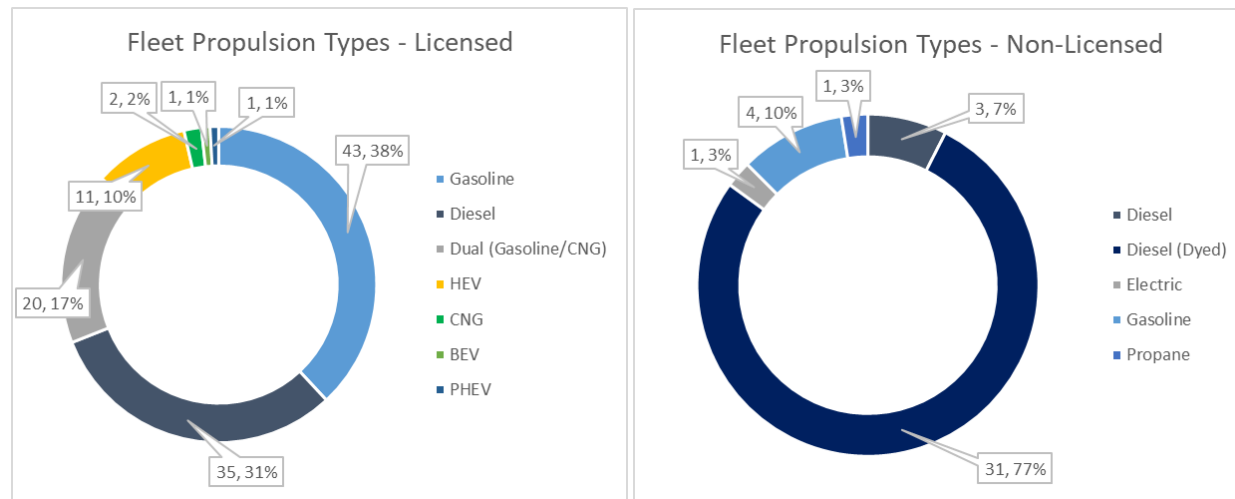 Fleet Propulsion Types - Licensed
2, 2%
1, 1%
1, 1%
43, 38%
11, 10%
20, 17%
35, 31%
Gasoline
Diesel
Dual (Gasoline/CNG)
HEV
CNG
BEV
PHEV
Fleet Propulsion Types - Non-Licensed
1, 3%
4, 10%
3, 7%
1, 3%
31, 77%
Diesel
Diesel (Dyed)
Electric
Gasoline
Propane